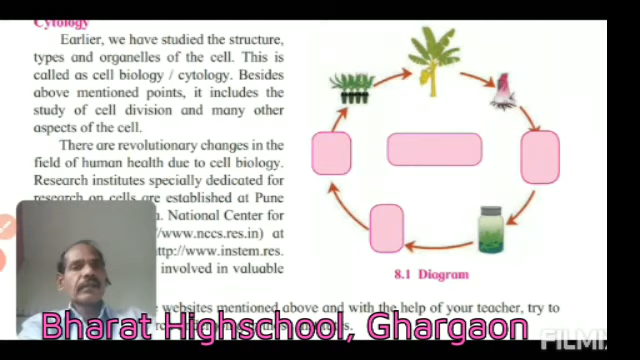 Cytology
Earlier, we have studied the structure,
types and organelles of the cell. This is
called as cell biology / cytology. Besides
above mentioned points, it includes the
study of cell division and many other
aspects of the cell.
There are revolutionary changes in the
field of human health due to cell biology.
Research institutes specially dedicated for
research on cells are established at Pune
National Center for
/www.nccs.res.in) at
http://www.instem.res.
involved in valuable
8.1 Diagram
websites mentioned above and with the help of your teacher, try to
Bharat Highschool, Ghargaon
FILMI